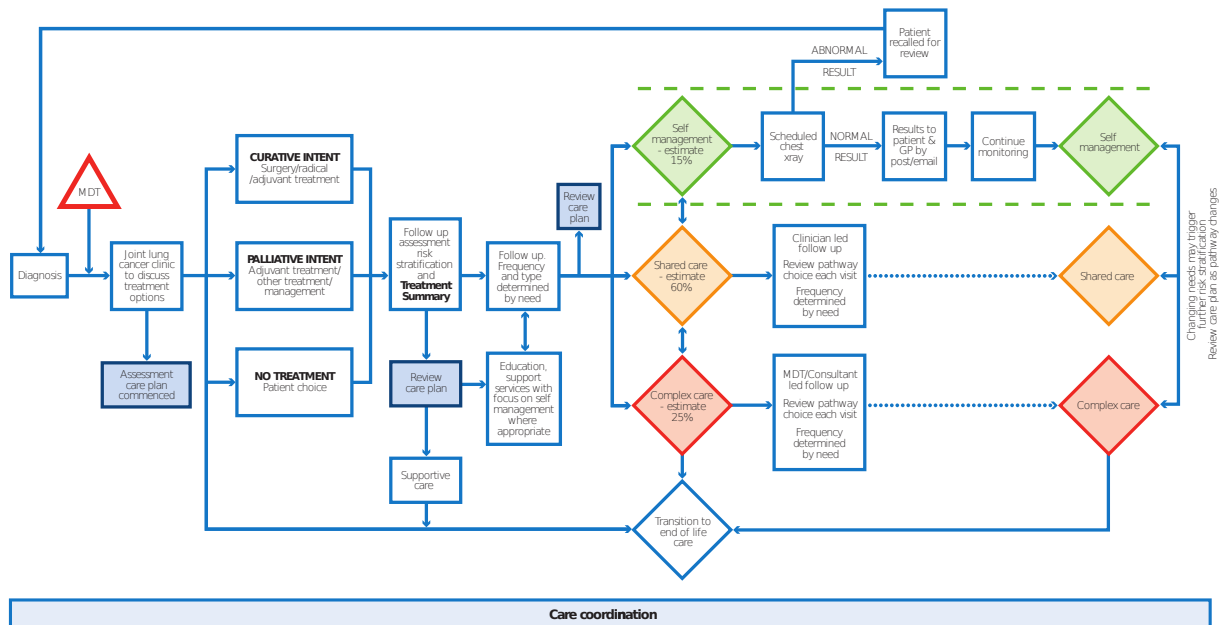 Patient
recalled for
review
ABNORMAL
RESULT
Self
management
- estimate
15%
Scheduled
chest
xray
NORMAL
RESULT
Results to
patient &
GP by
post/email
Continue
monitoring
Self
management
MDT
CURATIVE INTENT
Surgery/radical
/adjuvant treatment
Review
care
plan
Diagnosis
Joint lung
cancer clinic
to discuss
treatment
options
PALLIATIVE INTENT
Adjuvant treatment/
other treatment/
management
Follow up
assessment
risk
stratification
and
Treatment
Summary
Follow up.
Frequency
and type
determined
by need
Shared care
- estimate
60%
Clinician led
follow up
Review pathway
choice each visit
Frequency
determined
by need
Shared care
Changing needs may trigger
further risk stratification
Review care plan as pathway changes
Assessment
care plan
commenced
NO TREATMENT
Patient choice
Review
care plan
Education,
support
services with
focus on self
management
where
appropriate
Complex care
- estimate
25%
MDT/Consultant
led follow up
Review pathway
choice each visit
Frequency
determined
by need
Complex care
Supportive
care
Transition to
end of life
care
Care coordination